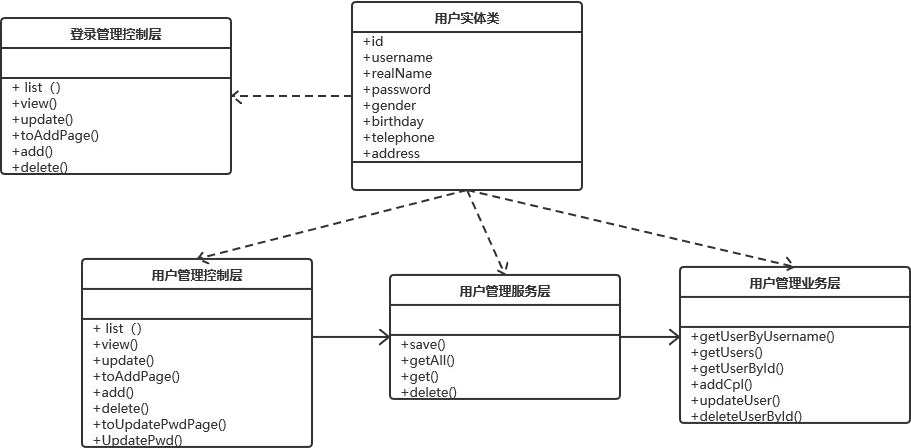 登录管理控制层
+ list（）
+view()
+update()
+toAddPage()
+add()
+delete()
用户实体类
+id
+username
+realName
+password
+gender
+birthday
+telephone
+address
用户管理控制层
+ list（）
+view()
+update()
+toAddPage()
+add()
+delete()
+toUpdatePwdPage()
+UpdatePwd()
用户管理服务层
+save()
+getAll()
+get()
+delete()
用户管理业务层
+getUserByUsername()
+getUsers()
+getUserById()
+addCpl()
+updateUser()
+deleteUserById()